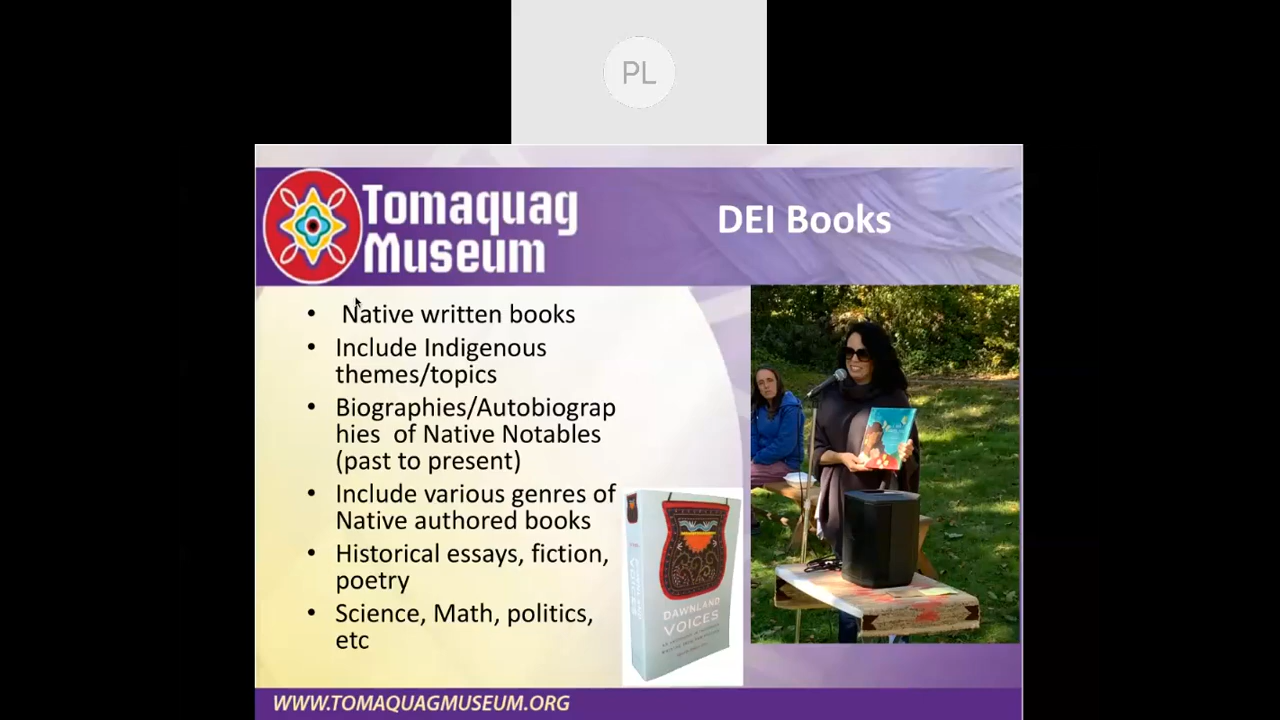 PL
Tomaquag
Museum
DEI Books
• Native written books
• Include Indigenous
themes/topics
• Biographies/Autobiograp
hies of Native Notables
(past to present)
• Include various genres of
Native authored books
• Historical essays, fiction,
poetry
• Science, Math, politics,
etc
DAWNLAND
VOICES
WWW.TOMAQUAGMUSEUM.ORG